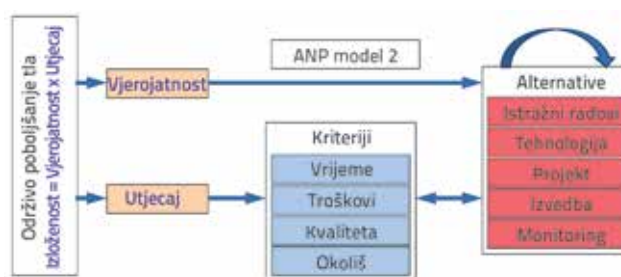 Održivo poboljšanje tla
Izloženost = Vjerojatnost x Utjecaj
Vjerojatnost
Utjecaj
ANP model 2
Kriteriji
Vrijeme
Troškovi
Kvaliteta
Okoliš
Alternative
Istražni radovi
Tehnologija
Projekt
Izvedba
Monitoring